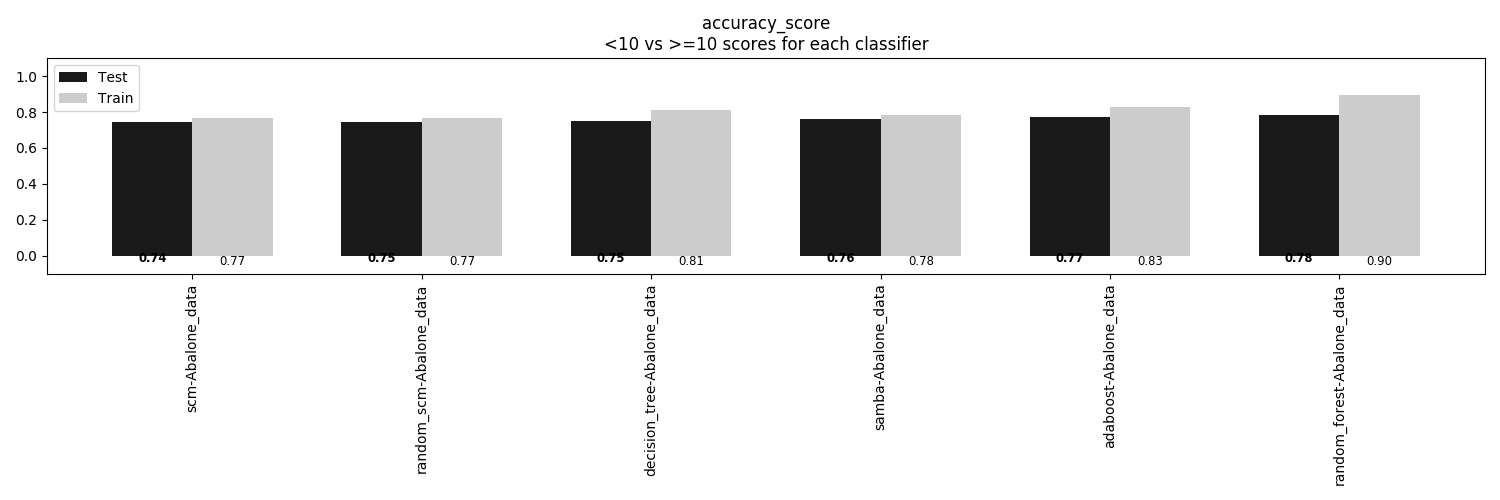 accuracy_score
<10 vs >=10 scores for each classifier
Test
Train
1.0
0.8
0.6
0.4
0.2
0.0
0.74 0.77 0.75 0.77 0.75 0.81 0.76 0.78 0.77 0.83 0.78 0.90
scm-Abalone_data
random_scm-Abalone_data
decision_tree-Abalone_data
samba-Abalone_data
adaboost-Abalone_data
random_forest-Abalone_data